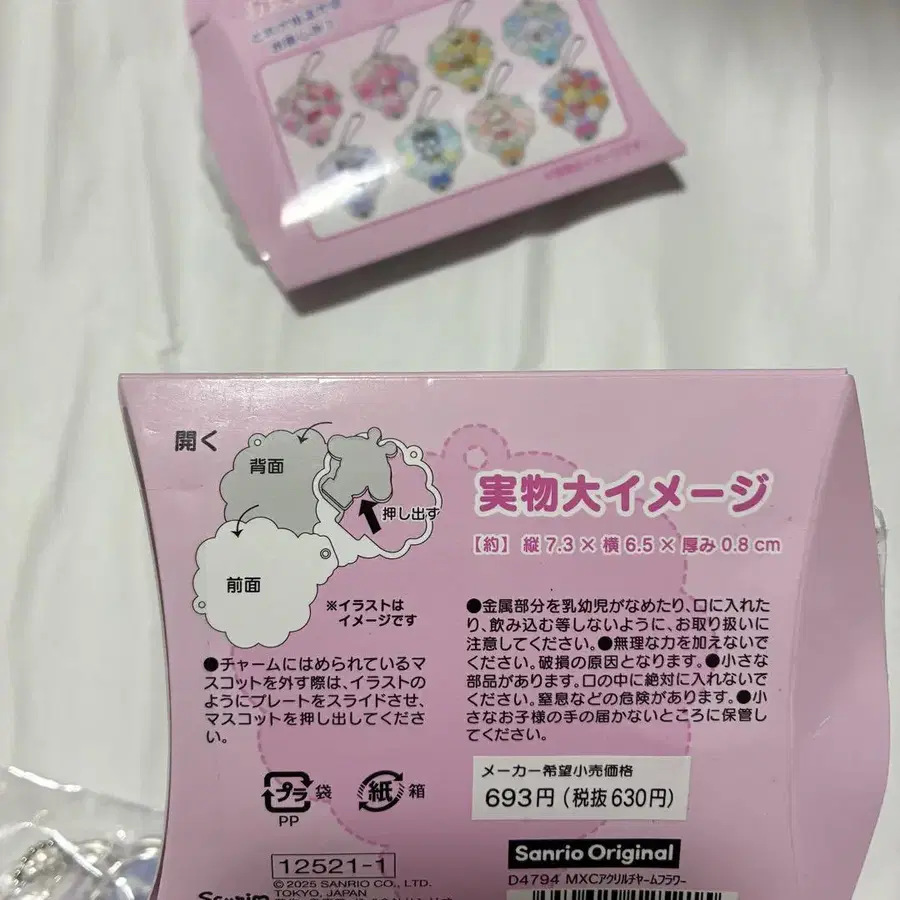 開く
背面
押し出す
前面
※イラストは
イメージです
実物大イメージ
【約】 縦7.3×横6.5×厚み0.8cm
●チャームにはめられているマ
スコットを外す際は、イラストの
ようにプレートをスライドさせ、
マスコットを押し出してくださ
い。
●金属部分を乳幼児がなめたり、口に入れた
り、飲み込む等しないように、お取り扱いに
注意してください。●無理な力を加えないで
ください。破損の原因となります。●小さな
部品があります。口の中に絶対に入れないで
ください。窒息などの危険があります。●小
さなお子様の手の届かないところに保管し
てください。
プラ 袋
PP
紙 箱
メーカー希望小売価格
693円(税抜630円)
12521-1
© 2025 SANRIO CO., LTD.
TOKYO, JAPAN
Sanrio Original
D4794 MXCアクリルチャームフラワー